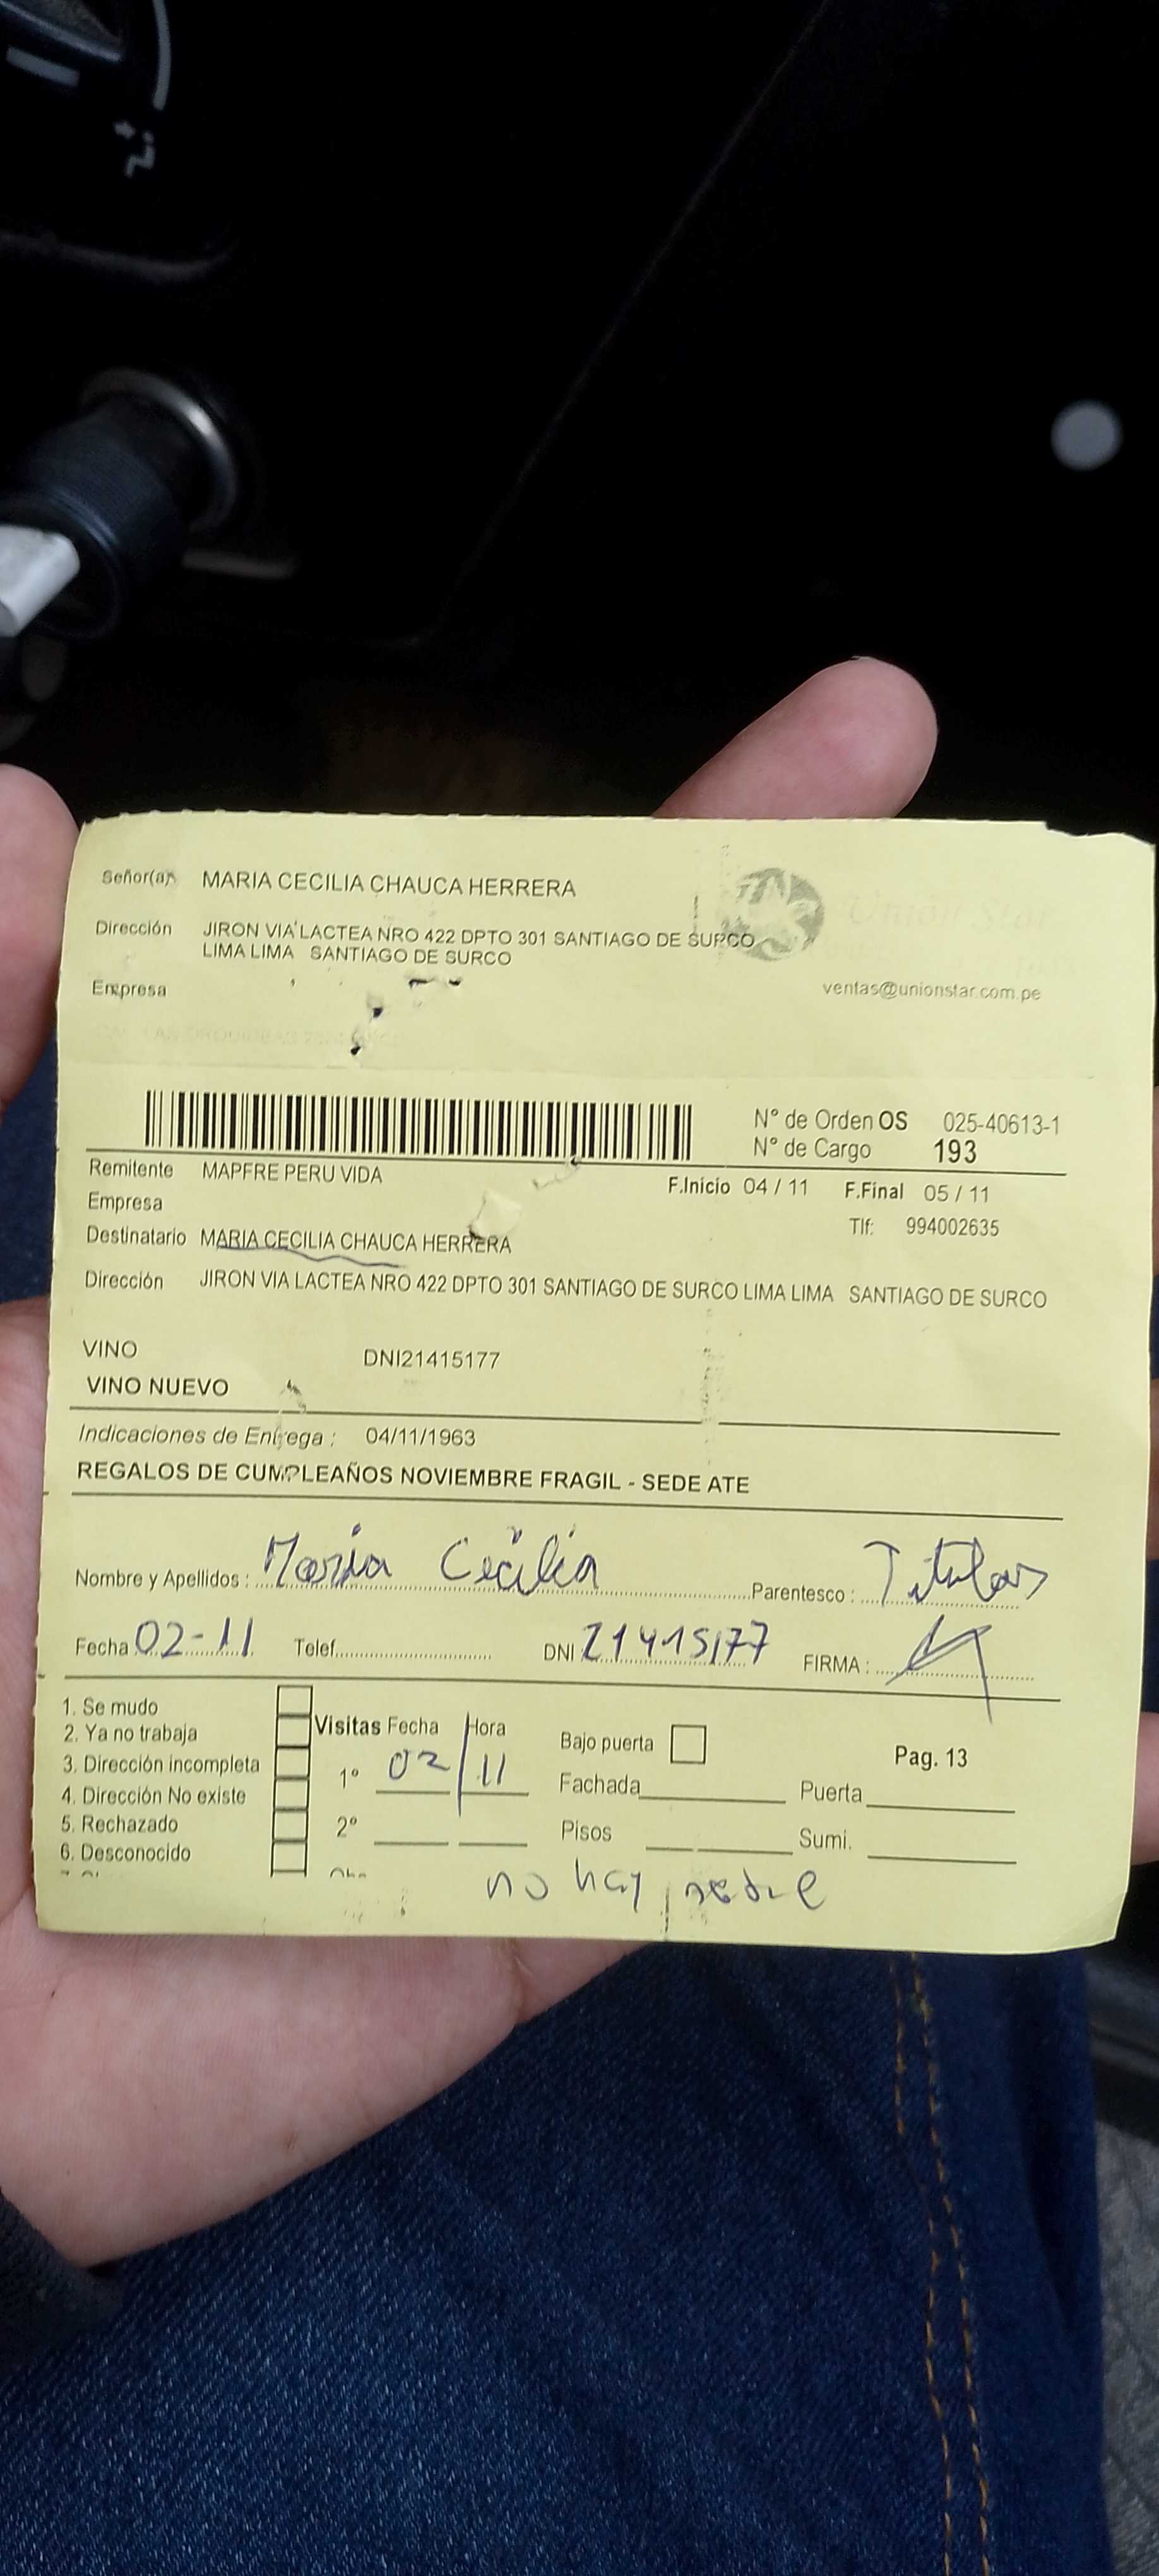 Señor(a) MARIA CECILIA CHAUCA HERRERA
Dirección JIRON VIA LACTEA NRO 422 DPTO 301 SANTIAGO DE SURCO
LIMA LIMA SANTIAGO DE SURCO
Union Star
Empresa
ventas@unionstar.com.pe
N° de Orden OS 025-40613-1
N° de Cargo 193
Remitente MAPFRE PERU VIDA
F.Inicio 04 / 11 F.Final 05 / 11
Empresa
Tlf: 994002635
Destinatario MARIA CECILIA CHAUCA HERRERA
Dirección JIRON VIA LACTEA NRO 422 DPTO 301 SANTIAGO DE SURCO LIMA LIMA SANTIAGO DE SURCO
VINO DNI21415177
VINO NUEVO
Indicaciones de Entrega : 04/11/1963
REGALOS DE CUMPLEAÑOS NOVIEMBRE FRAGIL - SEDE ATE
Nombre y Apellidos : Maria Cecilia Parentesco : Titular
Fecha 02-11 Telef. DNI 21415177 FIRMA :
1. Se mudo
2. Ya no trabaja
3. Dirección incompleta
4. Dirección No existe
5. Rechazado
6. Desconocido
Visitas Fecha Hora
1° 02/11
2°
Bajo puerta
Fachada
Pisos
Pag. 13
Puerta
Sumi.
no hay